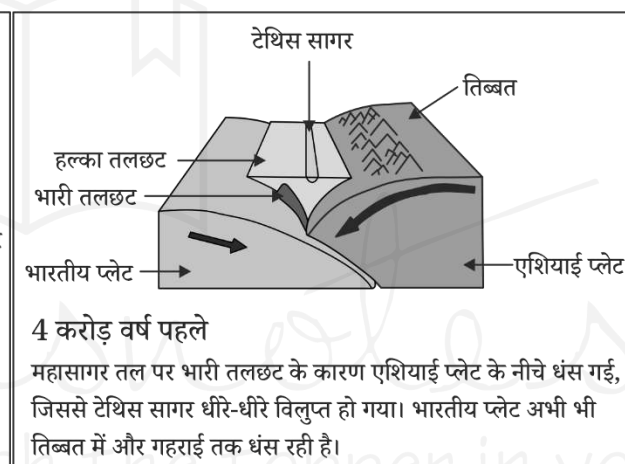 टेथिस सागर
तिब्बत
हल्का तलछट
भारी तलछट
भारतीय प्लेट
एशियाई प्लेट
4 करोड़ वर्ष पहले
महासागर तल पर भारी तलछट के कारण एशियाई प्लेट के नीचे धंस गई,
जिससे टेथिस सागर धीरे-धीरे विलुप्त हो गया। भारतीय प्लेट अभी भी
तिब्बत में और गहराई तक धंस रही है।